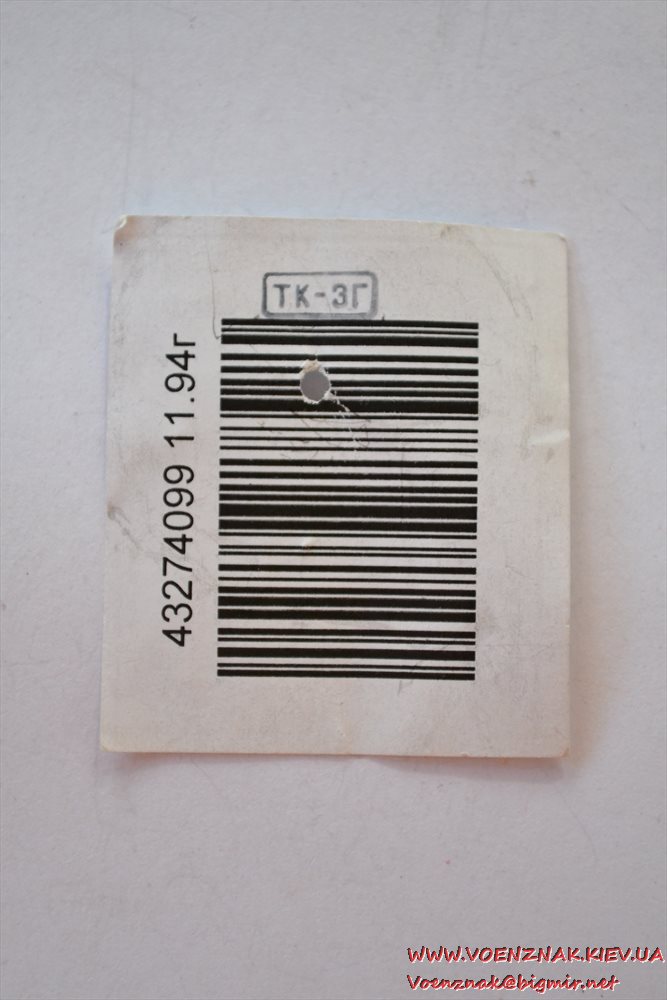 ТК-3Г
43274099 11.94г
WWW.VOENZNAK.KIEV.UA
Voenznak@bigmir.net